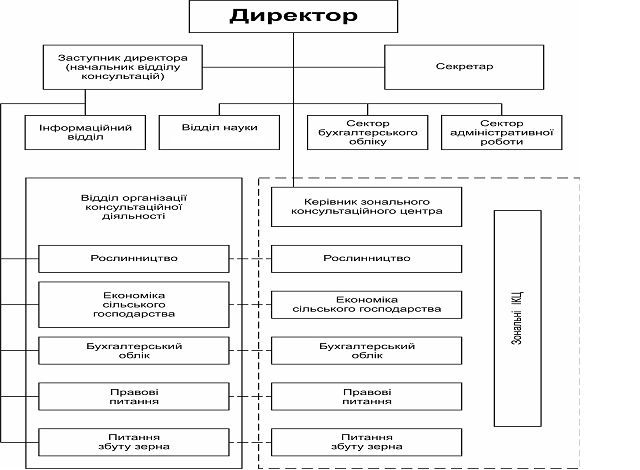 Директор
Заступник директора
(начальник відділу
консультацій)
Секретар
Інформаційний
відділ
Відділ науки
Сектор
бухгалтерського
обліку
Сектор
адміністративної
роботи
Відділ організації
консультаційної
діяльності
Рослинництво
Економіка
сільського
господарства
Бухгалтерський
облік
Правові
питання
Питання
збуту зерна
Керівник зонального
консультаційного центра
Рослинництво
Економіка
сільського господарства
Бухгалтерський
облік
Правові
питання
Питання
збуту зерна
Зональні ІКЦ